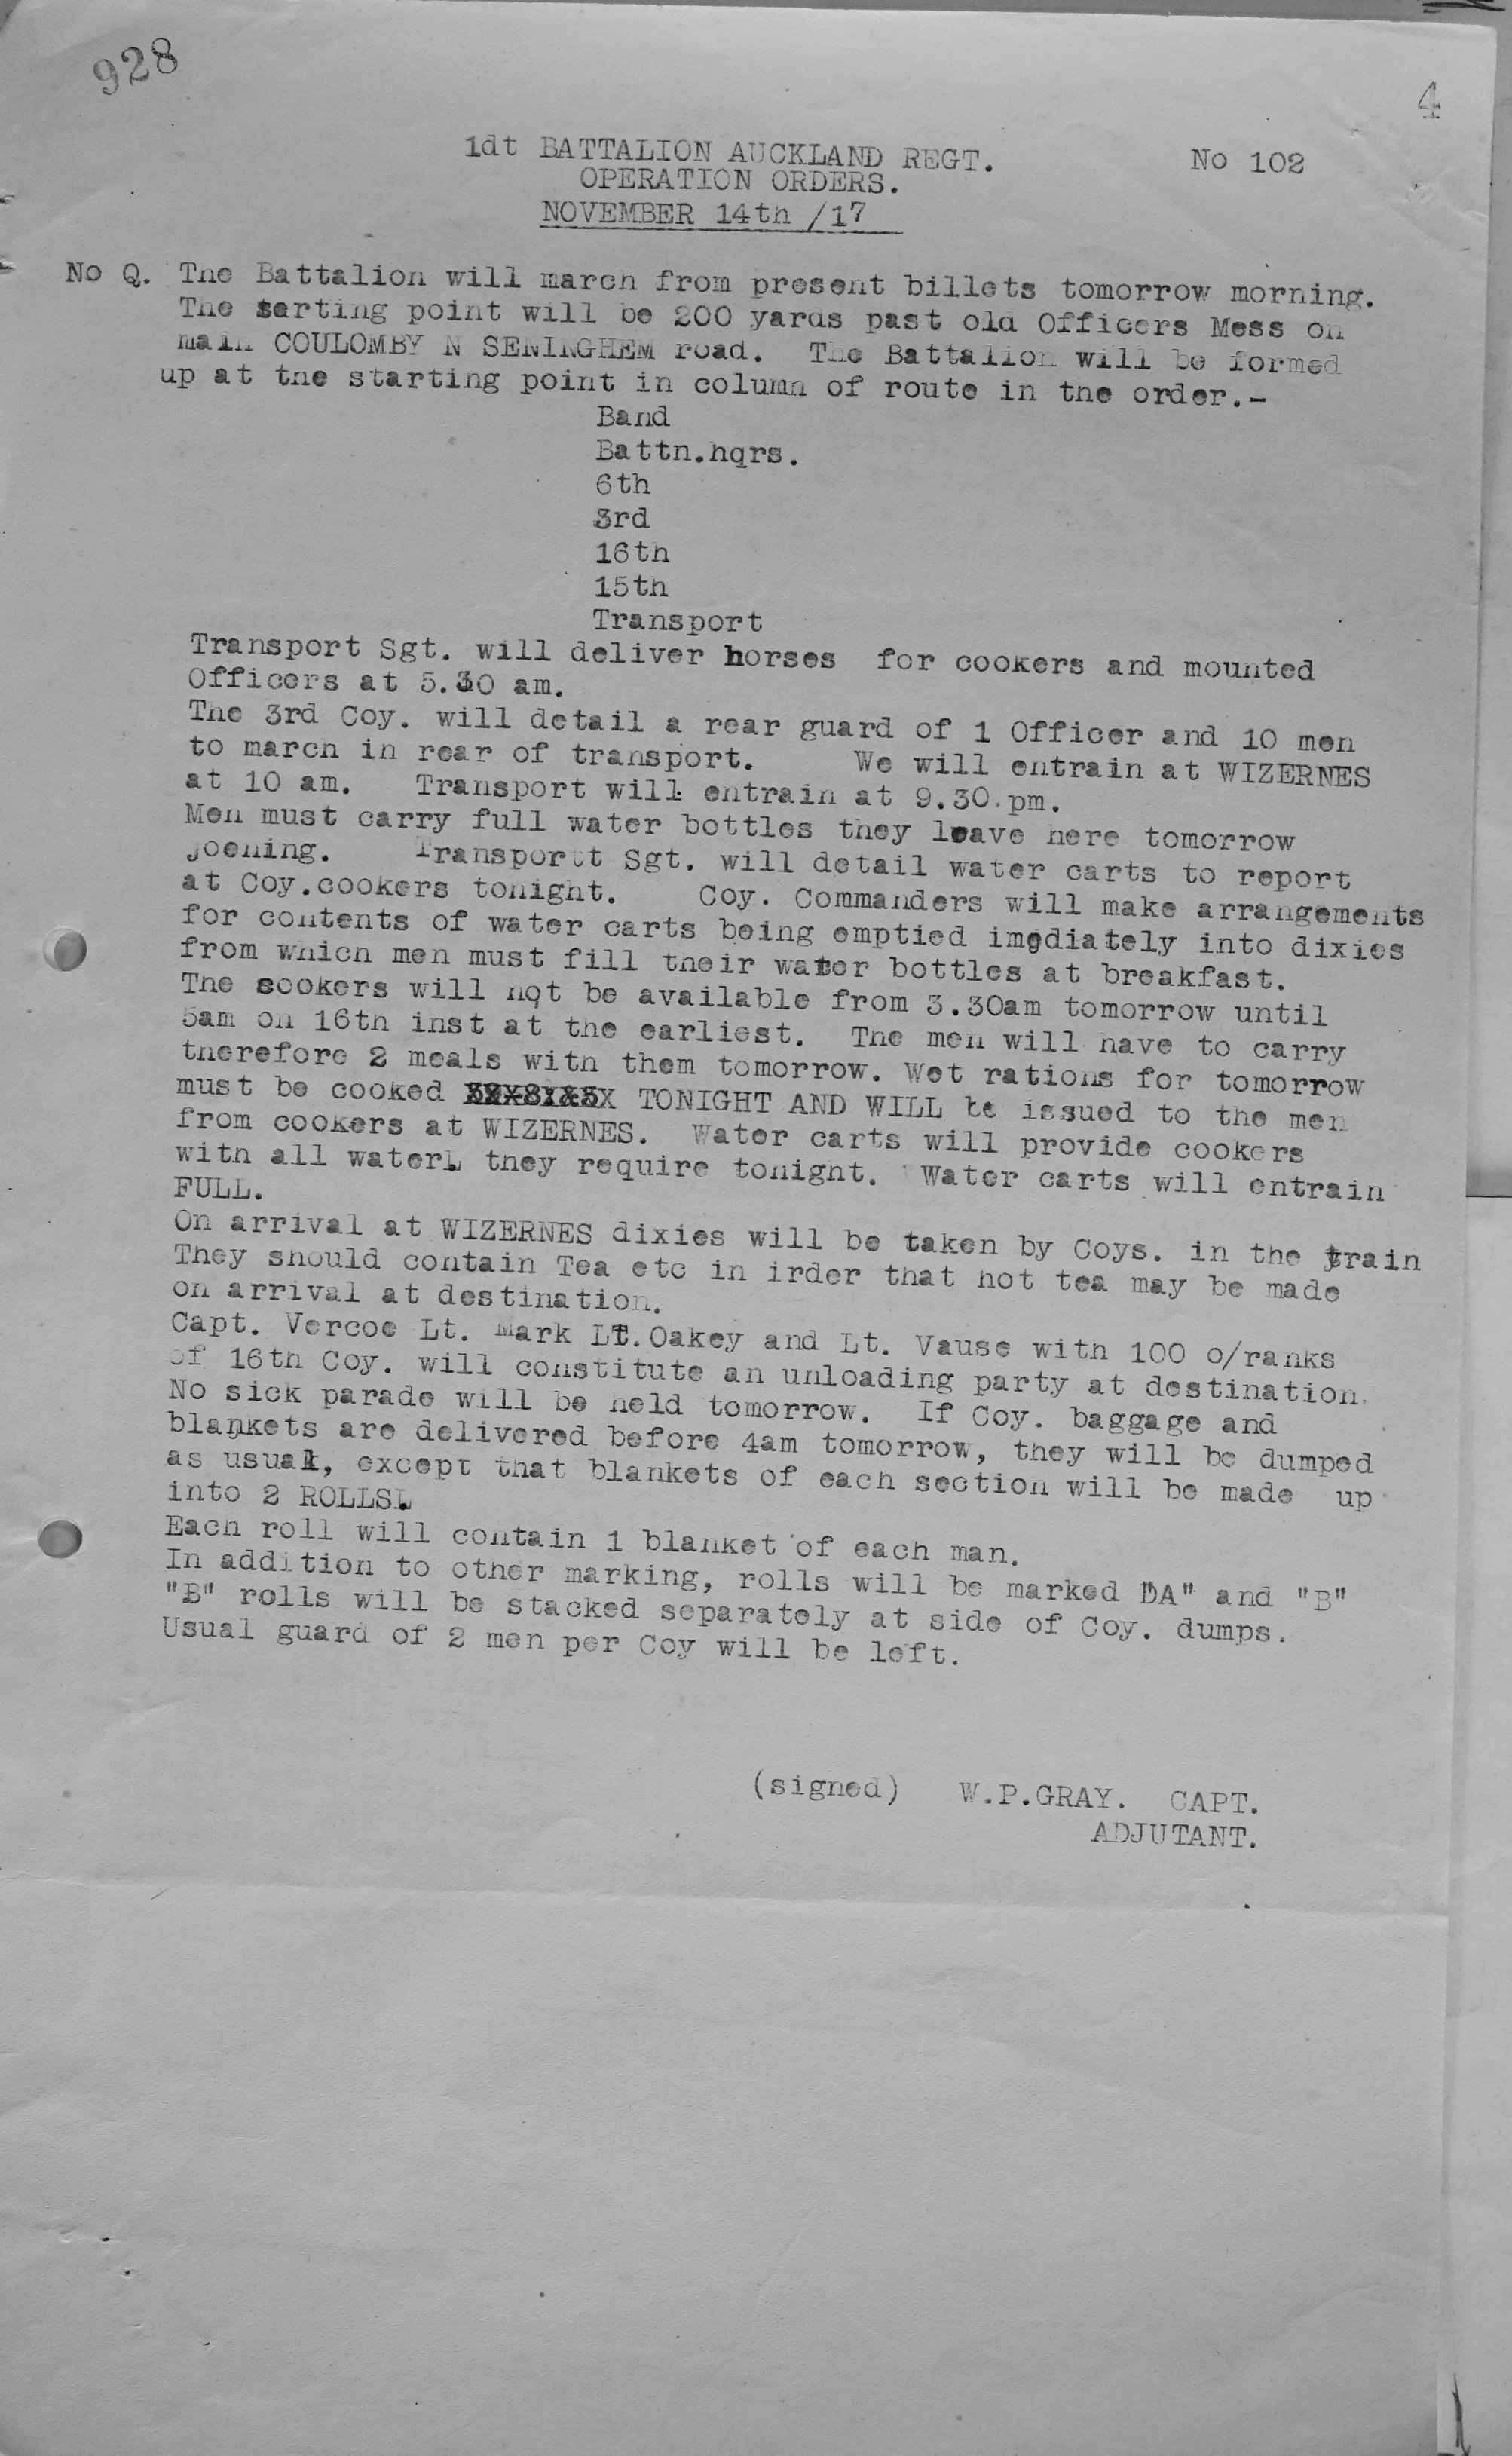 928
4
1dt BATTALION AUCKLAND REGT. No 102
OPERATION ORDERS.
NOVEMBER 14th /17
No Q. The Battalion will march from present billets tomorrow morning.
The sarting point will be 200 yards past old Officers Mess on
main COULOMBY N SENINGHEM road. The Battalion will be formed
up at the starting point in column of route in the order.-
Band
Battn.hqrs.
6th
3rd
16th
15th
Transport
Transport Sgt. will deliver horses for cookers and mounted
Officers at 5.30 am.
The 3rd Coy. will detail a rear guard of 1 Officer and 10 men
to march in rear of transport. We will entrain at WIZERNES
at 10 am. Transport will entrain at 9.30.pm.
Men must carry full water bottles they leave here tomorrow
joening. Transportt Sgt. will detail water carts to report
at Coy.cookers tonight. Coy. Commanders will make arrangements
for contents of water carts being emptied imediately into dixies
from which men must fill their water bottles at breakfast.
The cookers will not be available from 3.30am tomorrow until
5am on 16th inst at the earliest. The men will have to carry
therefore 2 meals with them tomorrow. Wet rations for tomorrow
must be cooked TONIGHT AND WILL be issued to the men
from cookers at WIZERNES. Water carts will provide cookers
with all water they require tonight. Water carts will entrain
FULL.
On arrival at WIZERNES dixies will be taken by Coys. in the train
They should contain Tea etc in irder that hot tea may be made
on arrival at destination.
Capt. Vercoe Lt. Mark Lt.Oakey and Lt. Vause with 100 o/ranks
of 16th Coy. will constitute an unloading party at destination.
No sick parade will be held tomorrow. If Coy. baggage and
blankets are delivered before 4am tomorrow, they will be dumped
as usual, except that blankets of each section will be made up
into 2 ROLLS.
Each roll will contain 1 blanket of each man.
In addition to other marking, rolls will be marked "A" and "B"
"B" rolls will be stacked separately at side of Coy. dumps.
Usual guard of 2 men per Coy will be left.
(signed) W.P.GRAY. CAPT.
ADJUTANT.